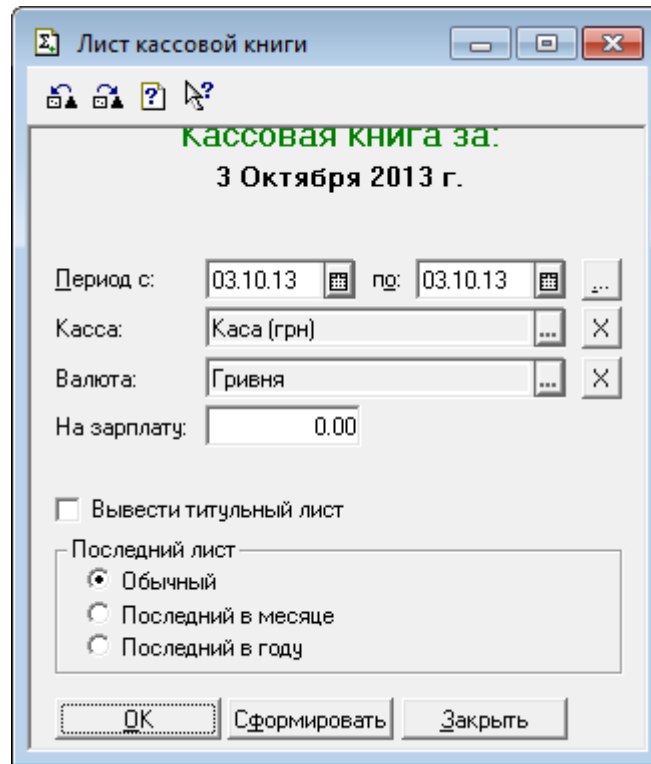 Лист кассовой книги
Кассовая книга за:
3 Октября 2013 г.
Период с: 03.10.13 по: 03.10.13 ...
Касса: Каса (грн) ... X
Валюта: Гривня ... X
На зарплату: 0.00
Вывести титульный лист
Последний лист
Обычный
Последний в месяце
Последний в году
OK Сформировать Закрыть